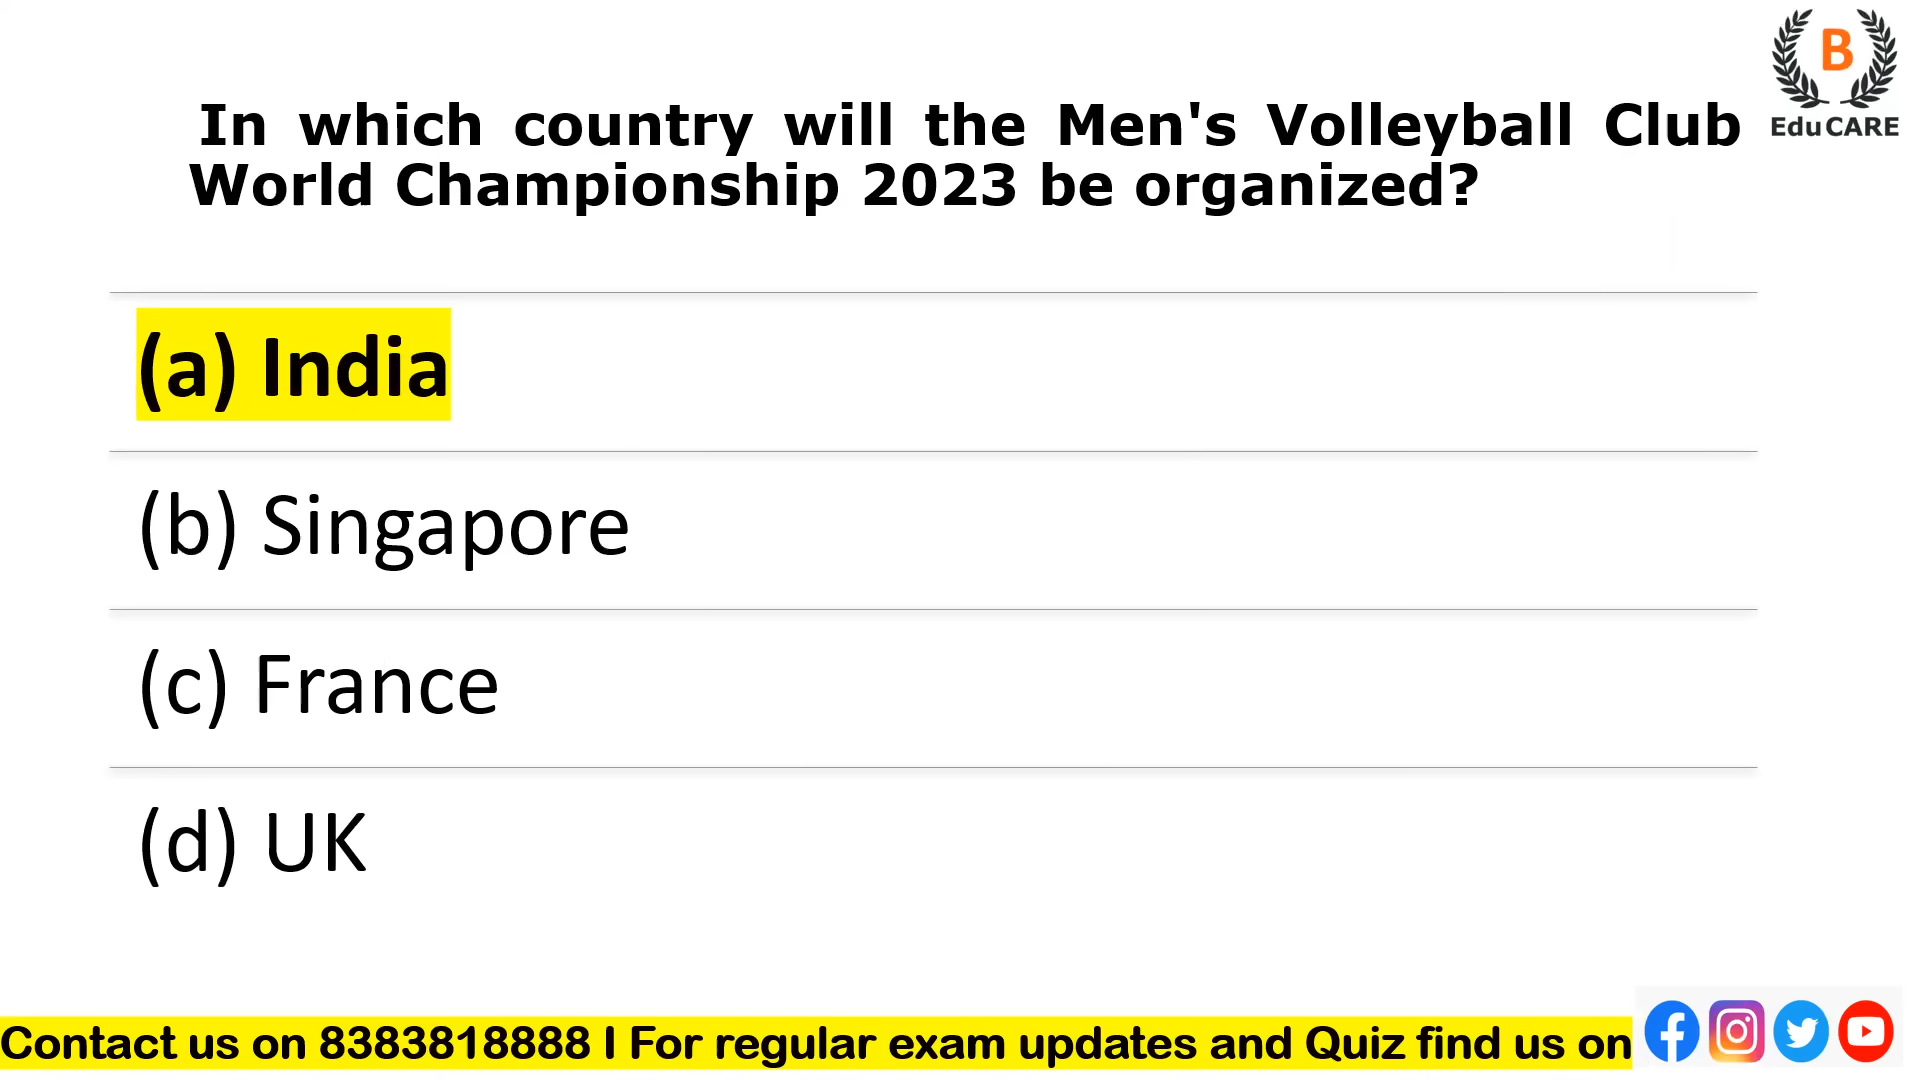 B
EduCARE
In which country will the Men's Volleyball Club
World Championship 2023 be organized?
(a) India
(b) Singapore
(c) France
(d) UK
Contact us on 8383818888 I For regular exam updates and Quiz find us on